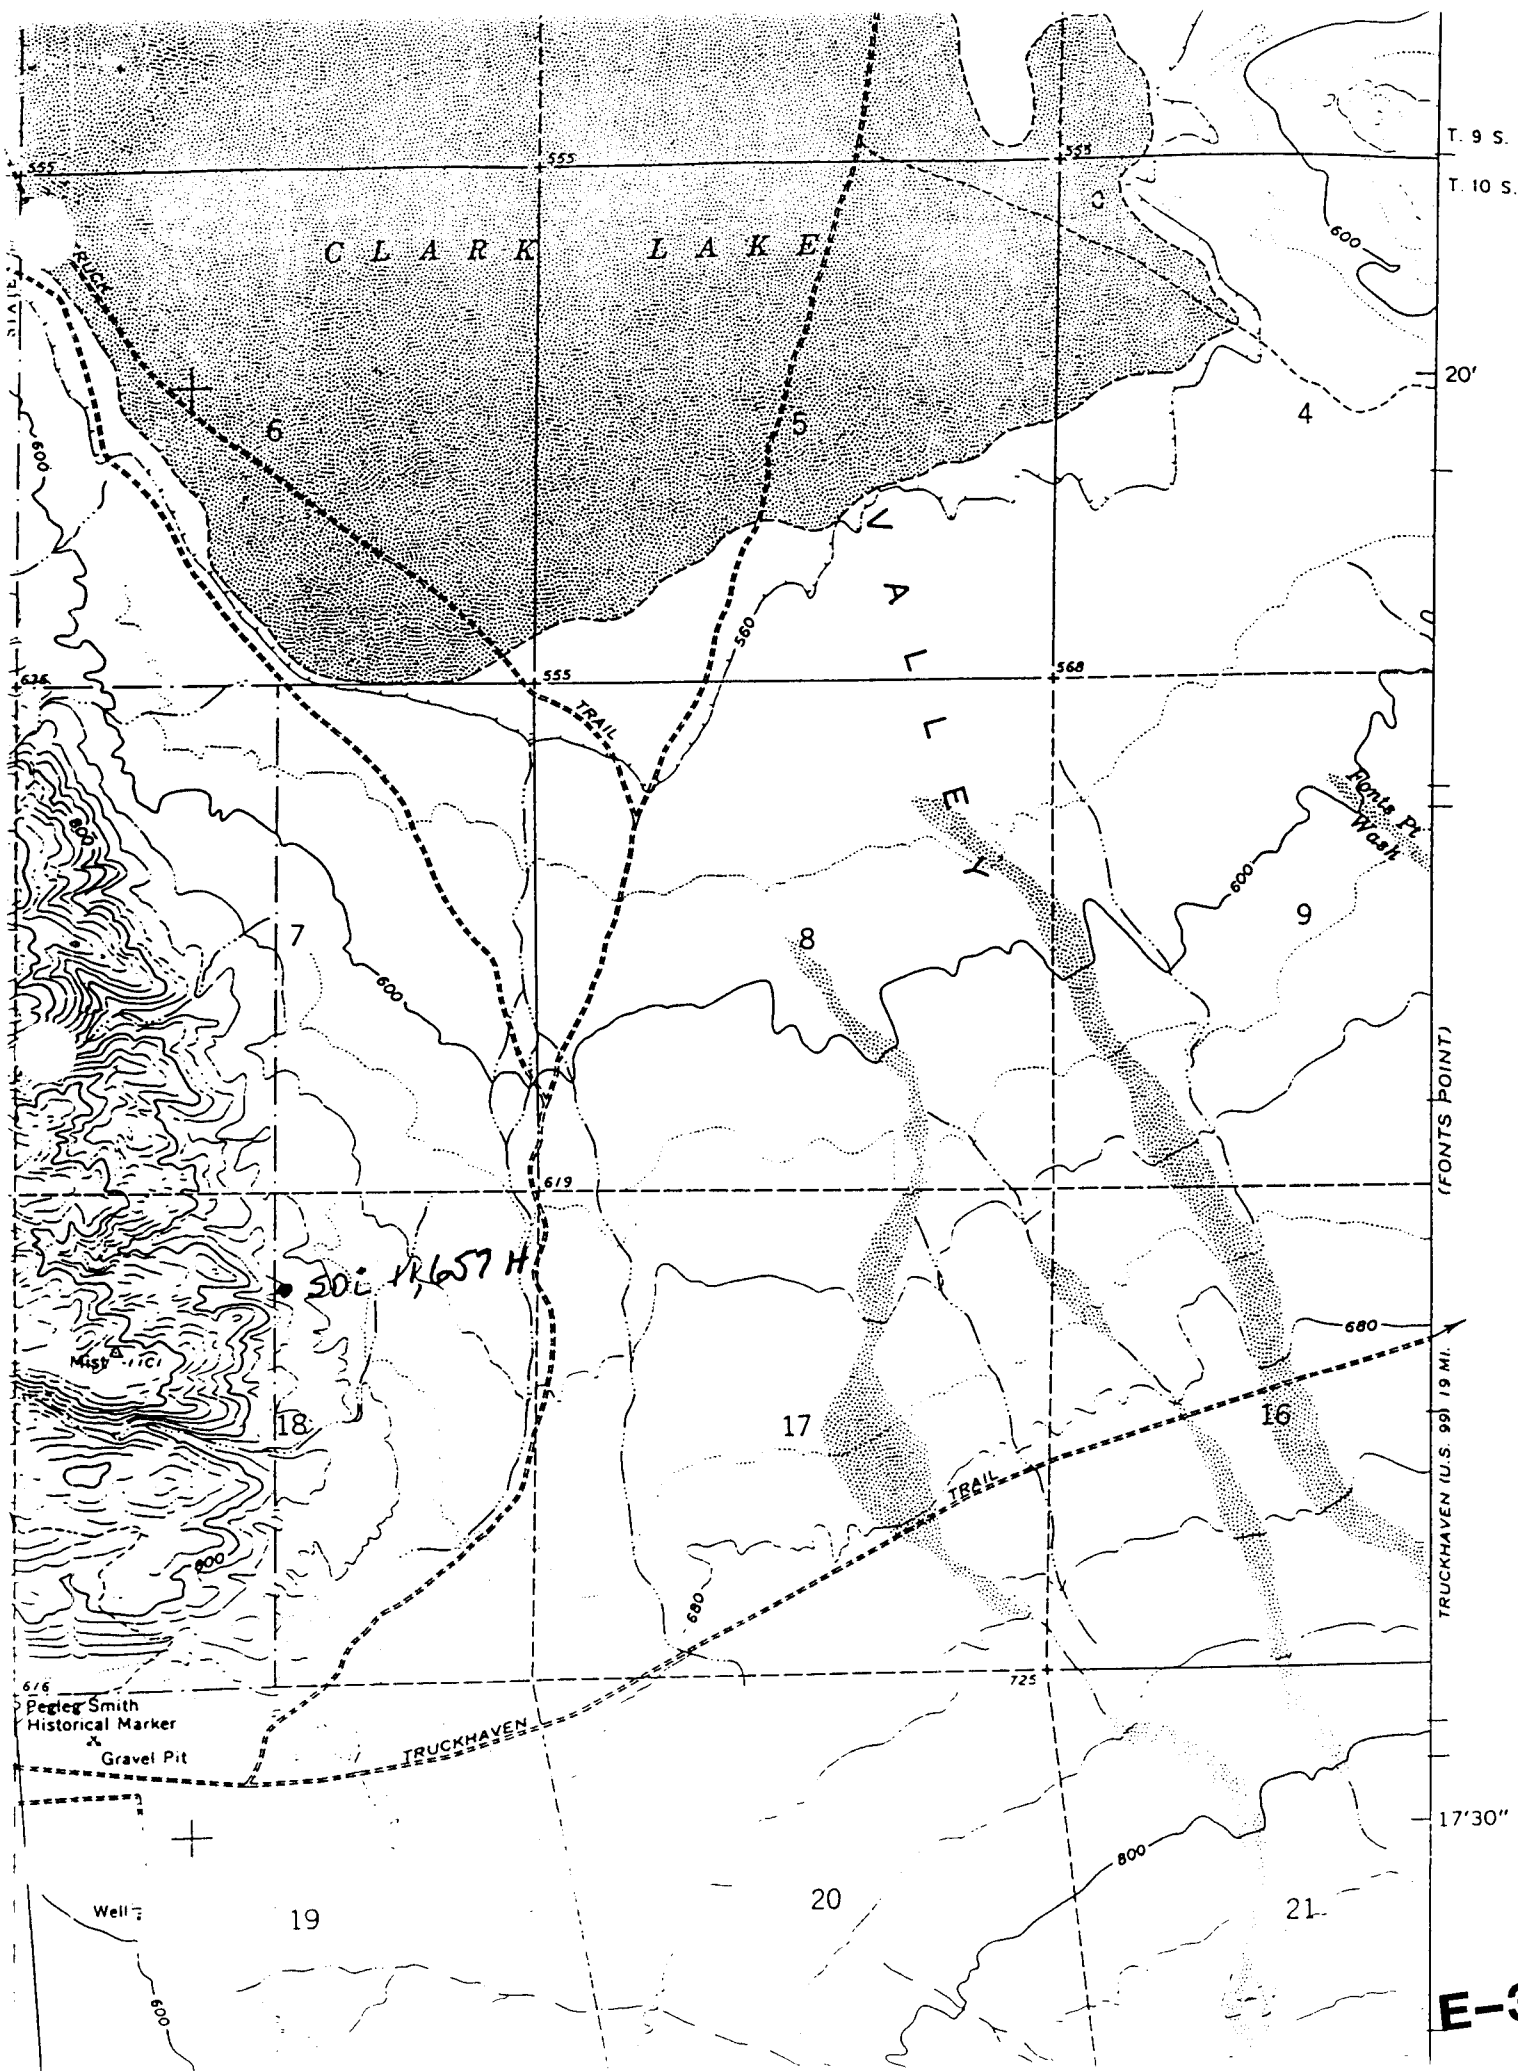 T. 9 S.
555
555
555
T. 10 S.
600
CLARK LAKE
TRUCK
STATE
20'
6
5
4
600
VALLEY
560
555
568
TRAIL
Fonts Pt
Wash
800
600
7
8
9
600
(FONTS POINT)
619
SDi 11,657 H
680
Mist
18
17
16
TRAIL
TRUCKHAVEN (U.S. 99) 19 MI.
800
680
616
725
Pegleg Smith
Historical Marker
Gravel Pit
TRUCKHAVEN
17'30"
800
Well
19
20
21
600
E-3